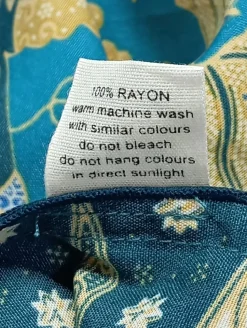 100% RAYON
warm machine wash
with similar colours
do not bleach
do not hang colours
in direct sunlight